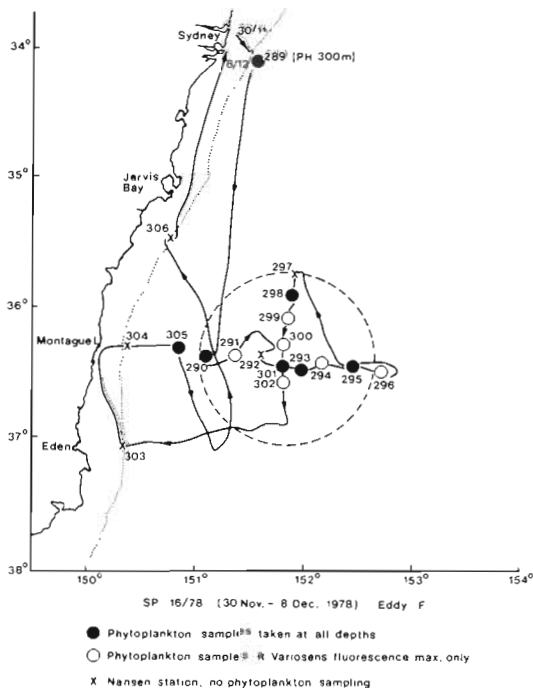 34°
Sydney
30/11
8/12
289 (PH 300m)
35°
Jervis
Bay
306
297
36°
298
299
Montague I.
304
305
291
300
290
292
293
301
302
294
295
296
37°
Eden
303
38°
150°
151°
152°
153°
154°
SP 16/78 (30 Nov. - 8 Dec. 1978) Eddy F
Phytoplankton samples taken at all depths
Phytoplankton samples at Variosens fluorescence max. only
x Nansen station, no phytoplankton sampling